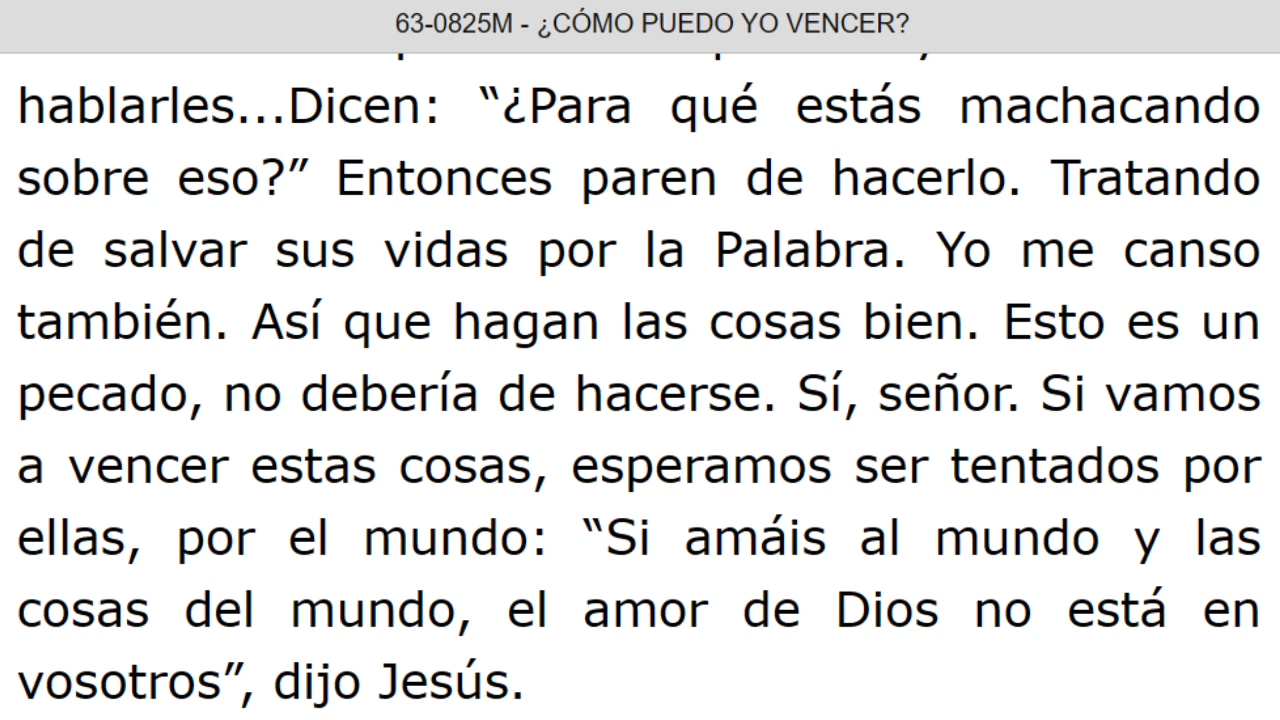 63-0825M - ¿CÓMO PUEDO YO VENCER?
hablarles...Dicen: “¿Para qué estás machacando
sobre eso?” Entonces paren de hacerlo. Tratando
de salvar sus vidas por la Palabra. Yo me canso
también. Así que hagan las cosas bien. Esto es un
pecado, no debería de hacerse. Sí, señor. Si vamos
a vencer estas cosas, esperamos ser tentados por
ellas, por el mundo: “Si amáis al mundo y las
cosas del mundo, el amor de Dios no está en
vosotros”, dijo Jesús.